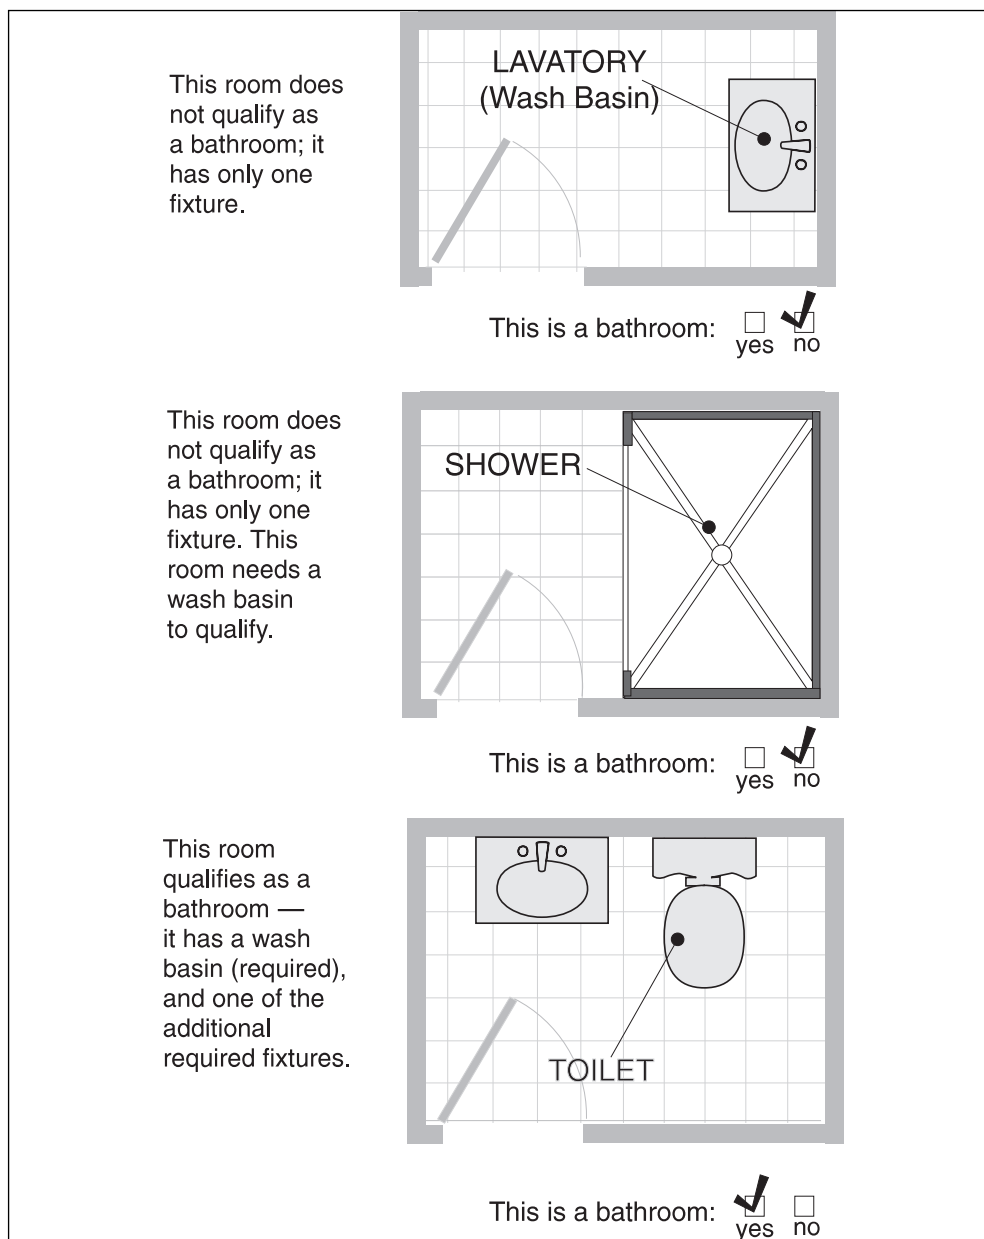 This room does
not qualify as
a bathroom; it
has only one
fixture.
LAVATORY
(Wash Basin)
This is a bathroom:
yes
no
This room does
not qualify as
a bathroom; it
has only one
fixture. This
room needs a
wash basin
to qualify.
SHOWER
This is a bathroom:
yes
no
This room
qualifies as a
bathroom —
it has a wash
basin (required),
and one of the
additional
required fixtures.
TOILET
This is a bathroom:
yes
no